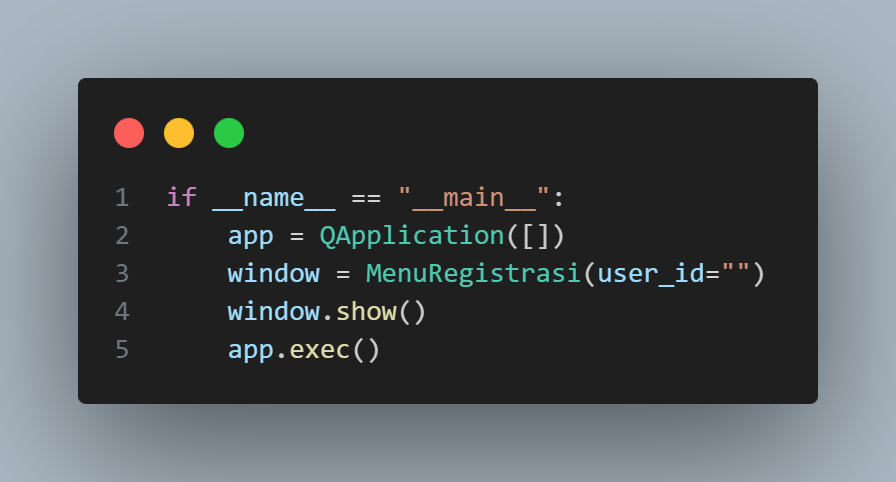 1 if __name__ == "__main__":
2     app = QApplication([])
3     window = MenuRegistrasi(user_id="")
4     window.show()
5     app.exec()